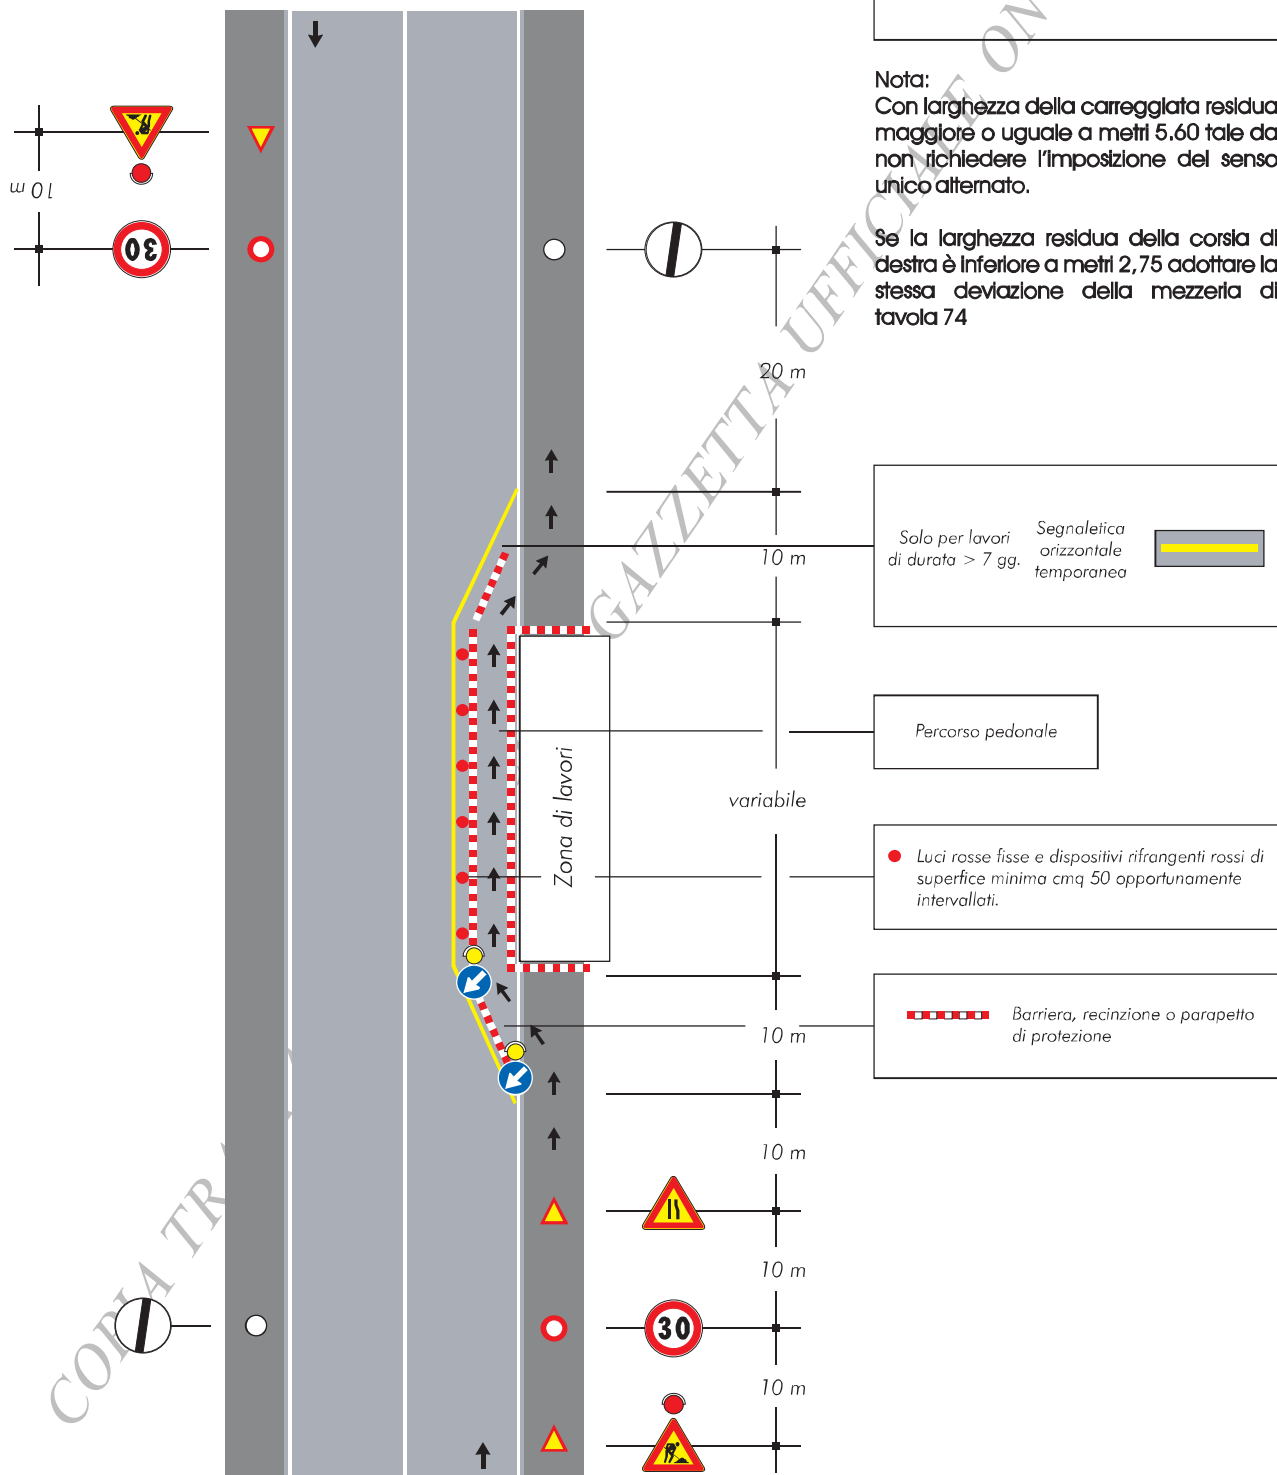 Nota:
Con larghezza della carreggiata residua
maggiore o uguale a metri 5.60 tale da
non richiedere l'imposizione del senso
unico alternato.
Se la larghezza residua della corsia di
destra è inferiore a metri 2,75 adottare la
stessa deviazione della mezzeria di
tavola 74
10 m
30
20 m
10 m
Solo per lavori
di durata > 7 gg.
Segnaletica
orizzontale
temporanea
Percorso pedonale
variabile
Zona di lavori
Luci rosse fisse e dispositivi rifrangenti rossi di
superfice minima cmq 50 opportunamente
intervallati.
Barriera, recinzione o parapetto
di protezione
10 m
10 m
10 m
30
10 m
COPIA TR
GAZZETTA UFFICIALE ON